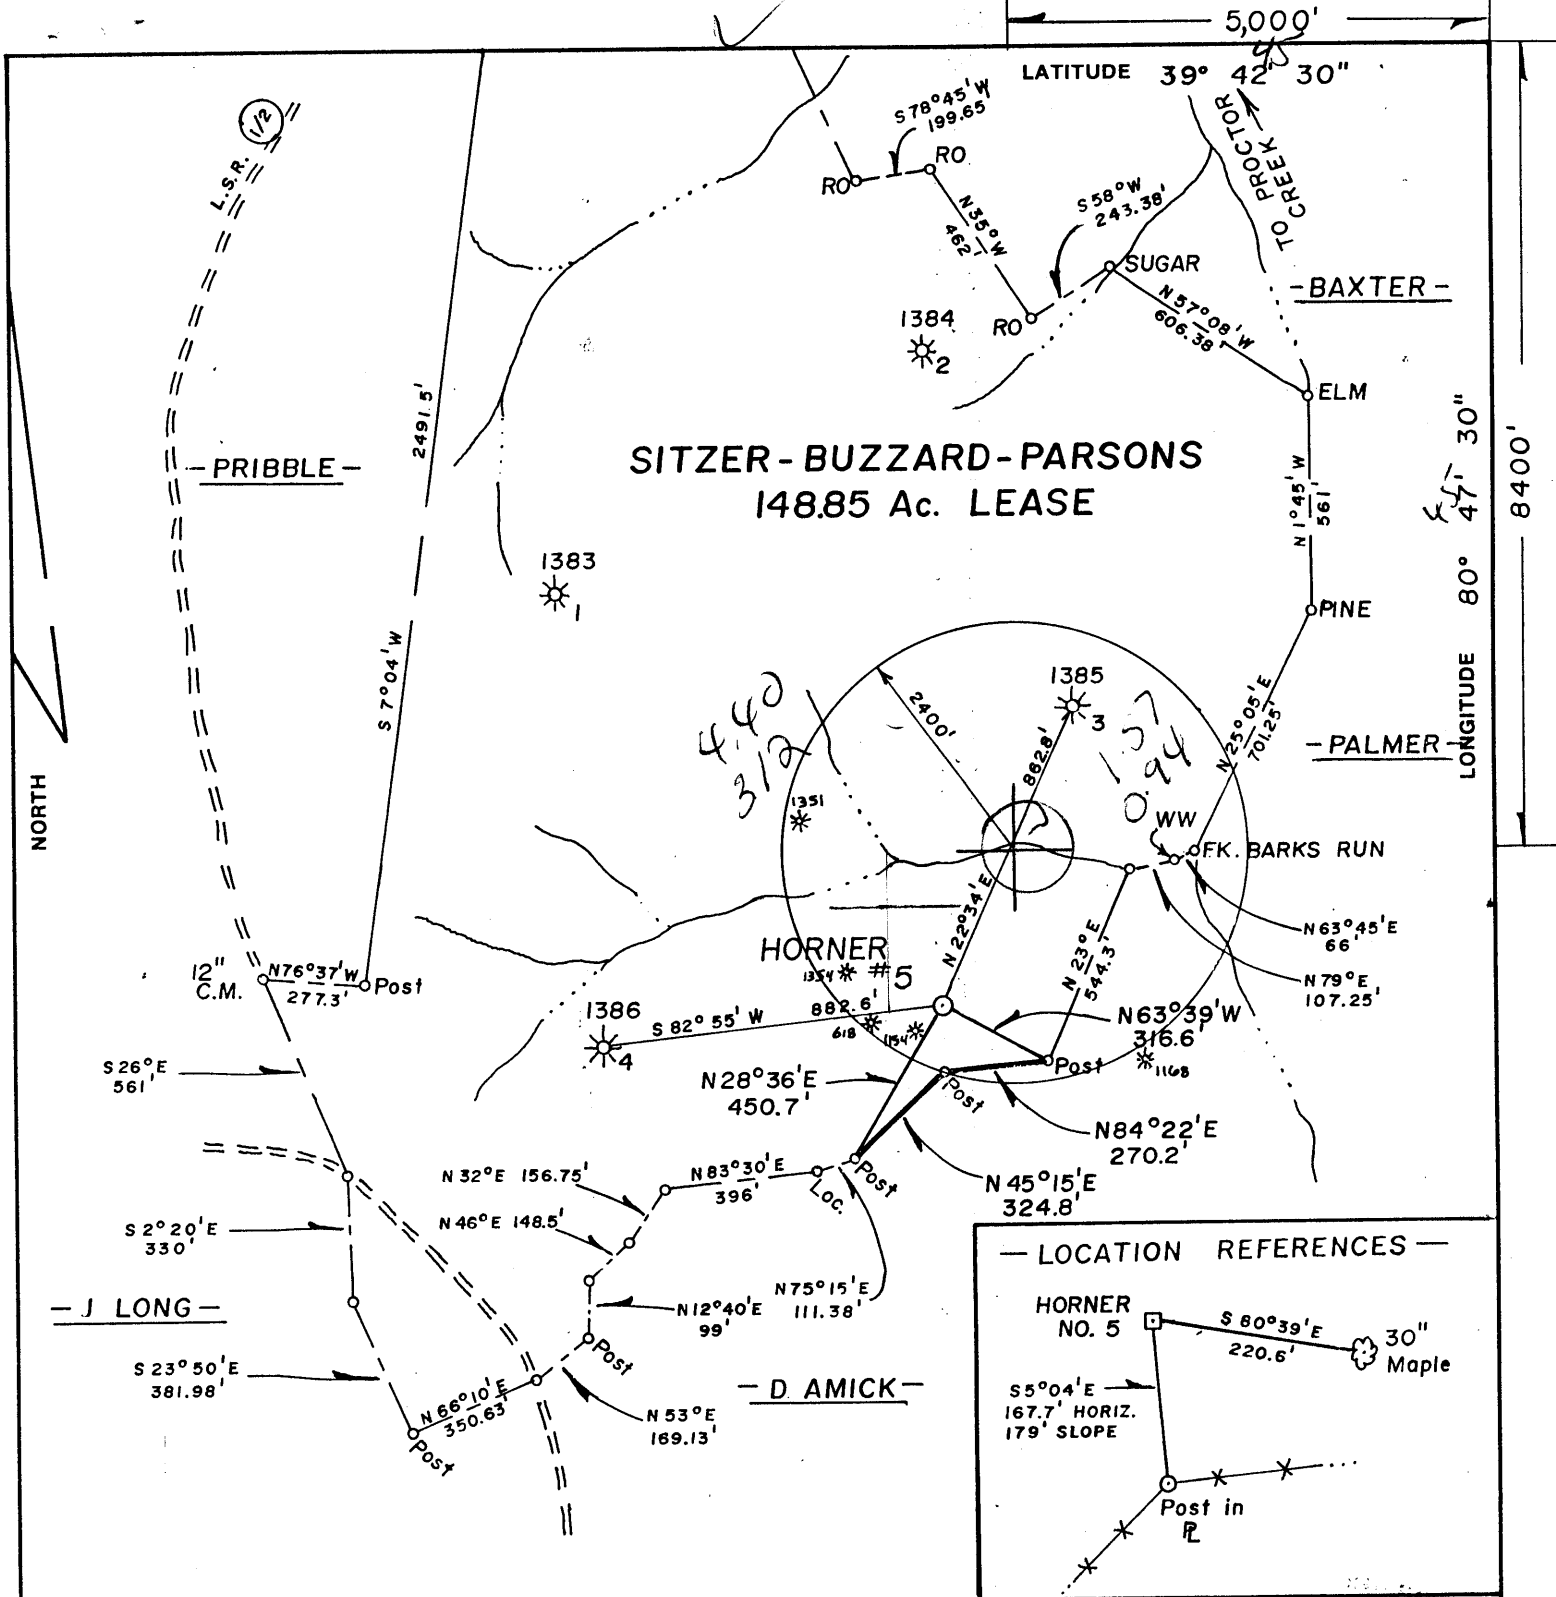 5,000'
LATITUDE 39° 42' 30"
45
8400'
LONGITUDE 80° 47' 30"
TO PROCTOR
CREEK
1/2
L.S.R.
S 78°45' W
199.65'
RO
RO
N 35° W
462'
RO
S 58° W
243.38'
SUGAR
N 57°08' W
606.38'
- BAXTER -
ELM
N 1°45' W
561'
PINE
N 25°05' E
701.25'
- PALMER -
1384
2
2491.5'
S 7°04' W
- PRIBBLE -
SITZER - BUZZARD - PARSONS
148.85 Ac. LEASE
1383
1
NORTH
2400'
1385
3
862.8'
4.40
312
1.57
0.94
1351
WW
FK. BARKS RUN
N 63°45' E
66'
N 79° E
107.25'
N 22°34' E
N 23° E
544.3'
HORNER
#5
1354
12"
C.M.
N 76°37' W
277.3'
Post
1386
4
S 82° 55' W
882.6'
618
1154
N 63°39' W
316.6'
Post
1168
Post
S 26° E
561'
N 28°36' E
450.7'
N 84°22' E
270.2'
N 45°15' E
324.8'
N 32° E 156.75'
N 83°30' E
396'
Loc.
Post
N 46° E 148.5'
S 2°20' E
330'
N 75°15' E
111.38'
- J LONG -
N 12°40' E
99'
Post
S 23°50' E
381.98'
N 66°10' E
350.63'
Post
N 53° E
169.13'
- D. AMICK -
— LOCATION REFERENCES —
HORNER
NO. 5
S 80°39' E
220.6'
30"
Maple
S 5°04' E
167.7' HORIZ.
179' SLOPE
Post in
PL